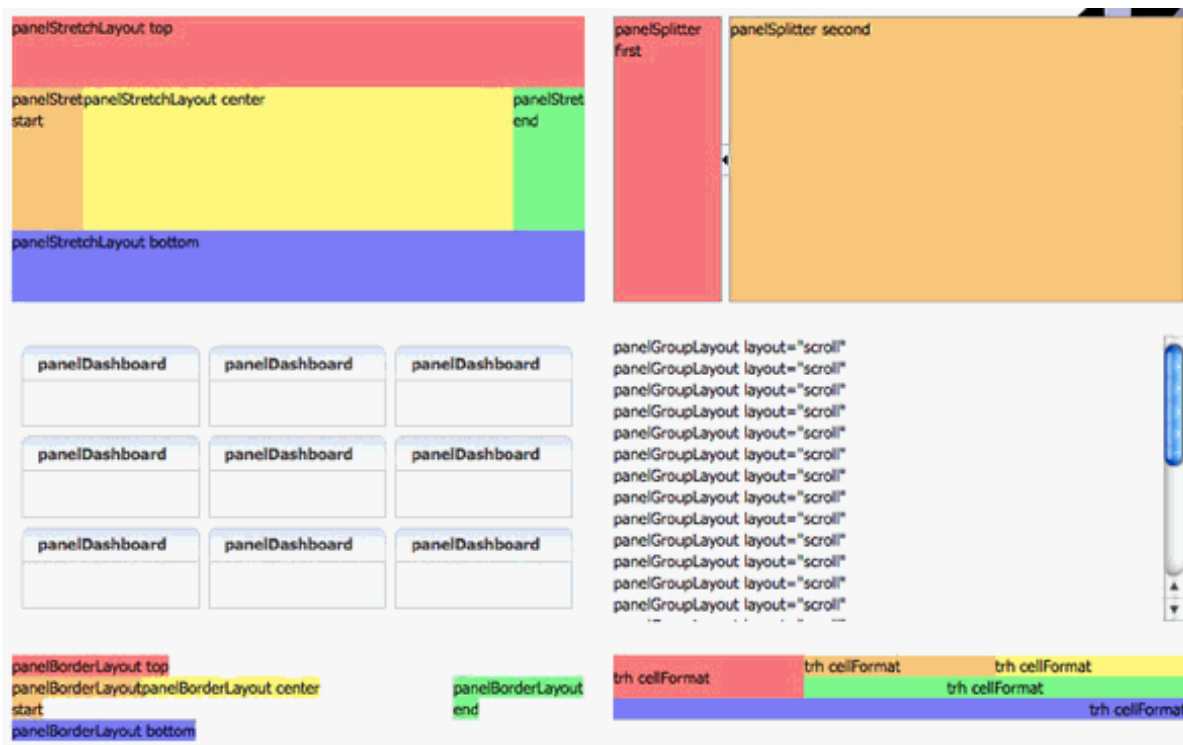 panelStretchLayout top
panelStret
start
panelStretchLayout center
panelStret
end
panelStretchLayout bottom
panelSplitter
first
panelSplitter second
panelDashboard panelDashboard panelDashboard
panelDashboard panelDashboard panelDashboard
panelDashboard panelDashboard panelDashboard
panelGroupLayout layout="scroll"
panelGroupLayout layout="scroll"
panelGroupLayout layout="scroll"
panelGroupLayout layout="scroll"
panelGroupLayout layout="scroll"
panelGroupLayout layout="scroll"
panelGroupLayout layout="scroll"
panelGroupLayout layout="scroll"
panelGroupLayout layout="scroll"
panelGroupLayout layout="scroll"
panelGroupLayout layout="scroll"
panelGroupLayout layout="scroll"
panelGroupLayout layout="scroll"
panelBorderLayout top
panelBorderLayout
start
panelBorderLayout center
panelBorderLayout
end
panelBorderLayout bottom
trh cellFormat
trh cellFormat
trh cellFormat
trh cellFormat
trh cellFormat